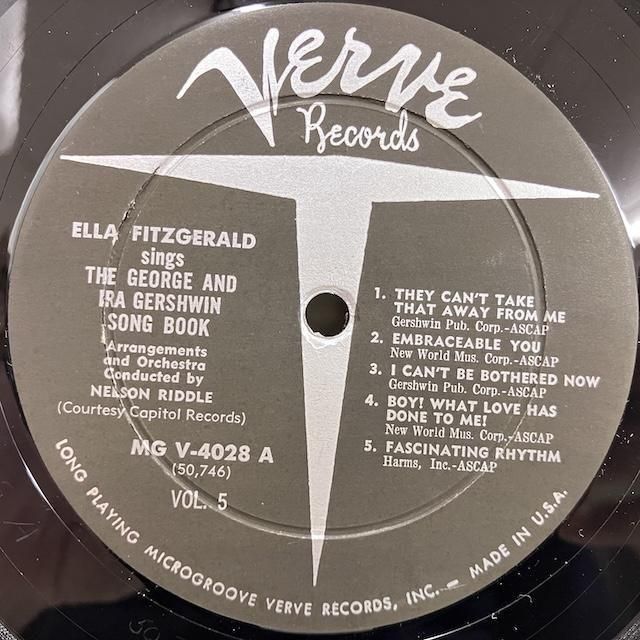 Verve
Records
ELLA FITZGERALD
sings
THE GEORGE AND
IRA GERSHWIN
SONG BOOK
Arrangements
and Orchestra
Conducted by
NELSON RIDDLE
(Courtesy Capitol Records)
MG V-4028 A
(50,746)
VOL. 5
1. THEY CAN'T TAKE
THAT AWAY FROM ME
Gershwin Pub. Corp.-ASCAP
2. EMBRACEABLE YOU
New World Mus. Corp.-ASCAP
3. I CAN'T BE BOTHERED NOW
Gershwin Pub. Corp.-ASCAP
4. BOY! WHAT LOVE HAS
DONE TO ME!
New World Mus. Corp.-ASCAP
5. FASCINATING RHYTHM
Harms, Inc.-ASCAP
LONG PLAYING MICROGROOVE VERVE RECORDS, INC. — MADE IN U.S.A.